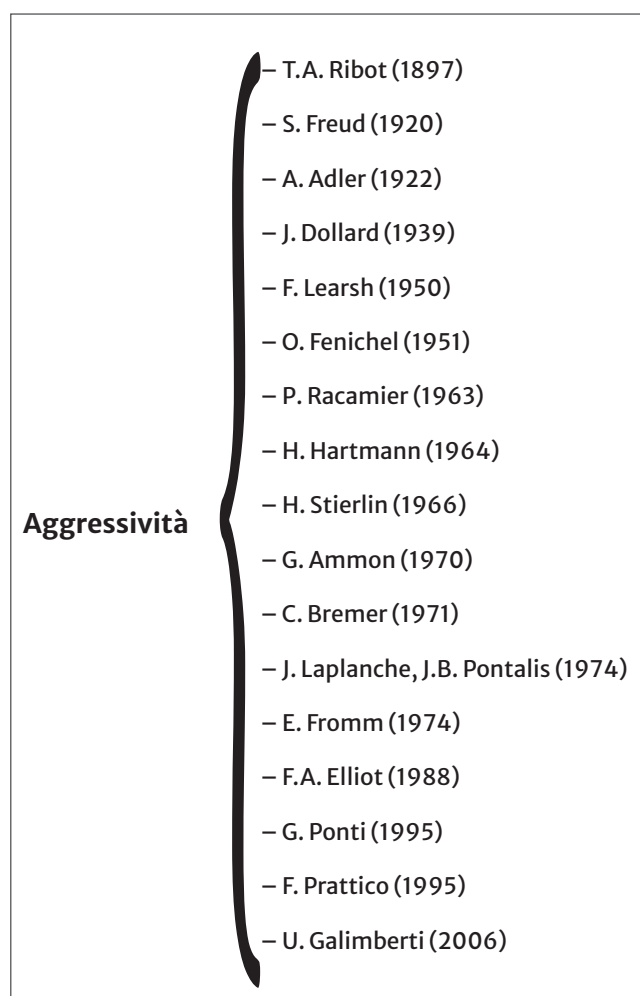 – T.A. Ribot (1897)
– S. Freud (1920)
– A. Adler (1922)
– J. Dollard (1939)
– F. Learsh (1950)
– O. Fenichel (1951)
– P. Racamier (1963)
– H. Hartmann (1964)
– H. Stierlin (1966)
Aggressività
– G. Ammon (1970)
– C. Bremer (1971)
– J. Laplanche, J.B. Pontalis (1974)
– E. Fromm (1974)
– F.A. Elliot (1988)
– G. Ponti (1995)
– F. Prattico (1995)
– U. Galimberti (2006)